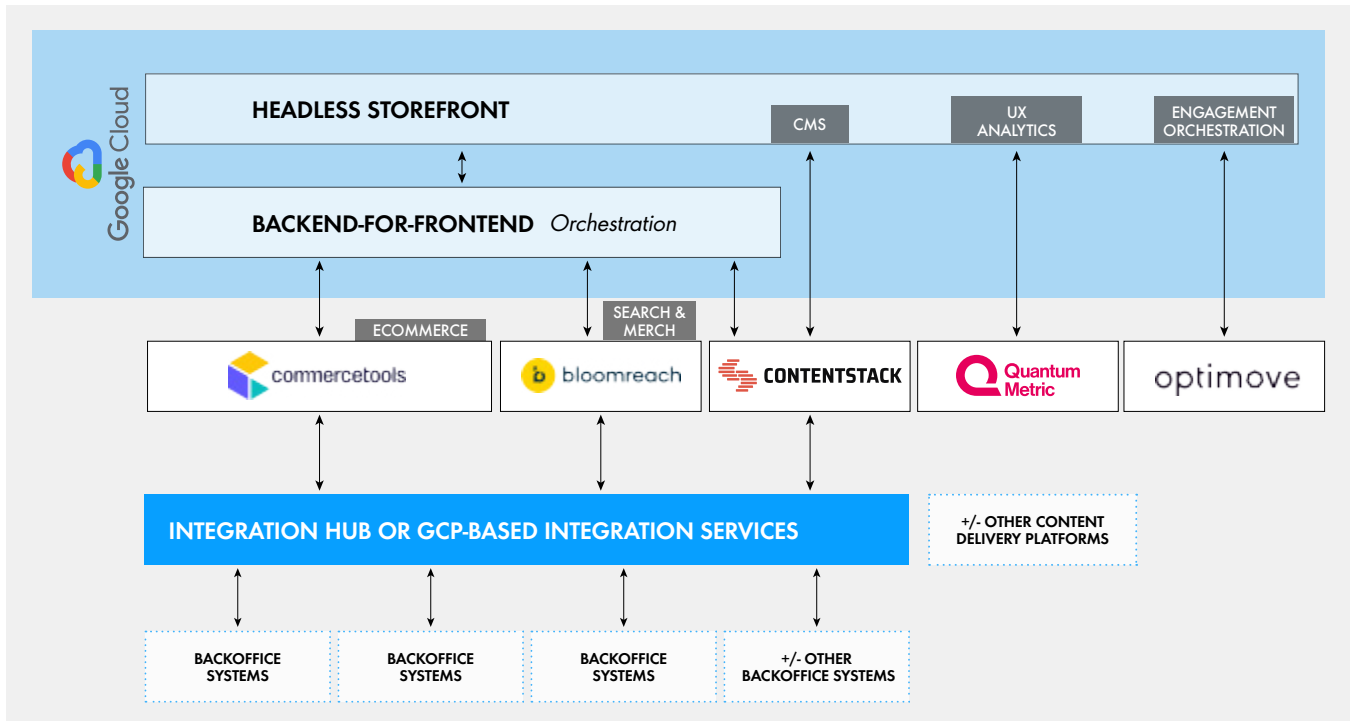 Google Cloud
HEADLESS STOREFRONT
CMS
UX
ANALYTICS
ENGAGEMENT
ORCHESTRATION
BACKEND-FOR-FRONTEND Orchestration
ECOMMERCE
SEARCH &
MERCH
commercetools
b bloomreach
CONTENTSTACK
Quantum
Metric
optimove
INTEGRATION HUB OR GCP-BASED INTEGRATION SERVICES
+/- OTHER CONTENT
DELIVERY PLATFORMS
BACKOFFICE
SYSTEMS
BACKOFFICE
SYSTEMS
BACKOFFICE
SYSTEMS
+/- OTHER
BACKOFFICE SYSTEMS